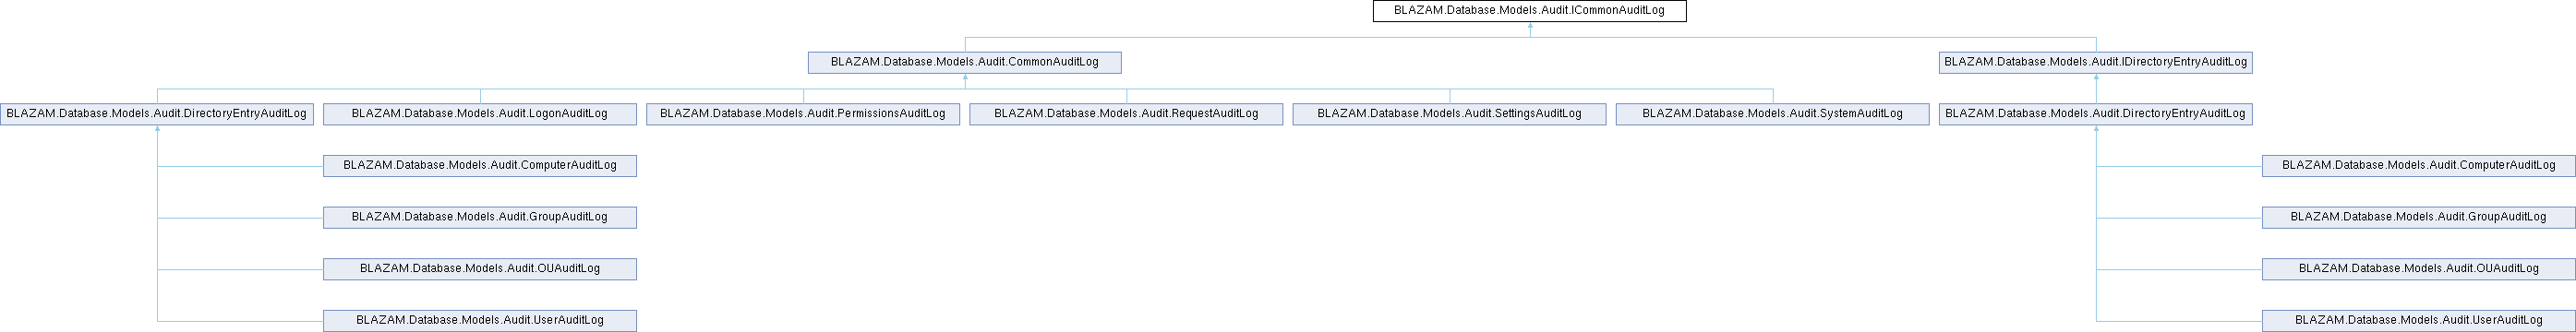 BLAZAM.Database.Models.Audit.ICommonAuditLog
BLAZAM.Database.Models.Audit.CommonAuditLog
BLAZAM.Database.Models.Audit.IDirectoryEntryAuditLog
BLAZAM.Database.Models.Audit.DirectoryEntryAuditLog
BLAZAM.Database.Models.Audit.LogonAuditLog
BLAZAM.Database.Models.Audit.PermissionsAuditLog
BLAZAM.Database.Models.Audit.RequestAuditLog
BLAZAM.Database.Models.Audit.SettingsAuditLog
BLAZAM.Database.Models.Audit.SystemAuditLog
BLAZAM.Database.Models.Audit.DirectoryEntryAuditLog
BLAZAM.Database.Models.Audit.ComputerAuditLog
BLAZAM.Database.Models.Audit.ComputerAuditLog
BLAZAM.Database.Models.Audit.GroupAuditLog
BLAZAM.Database.Models.Audit.GroupAuditLog
BLAZAM.Database.Models.Audit.OUAuditLog
BLAZAM.Database.Models.Audit.OUAuditLog
BLAZAM.Database.Models.Audit.UserAuditLog
BLAZAM.Database.Models.Audit.UserAuditLog